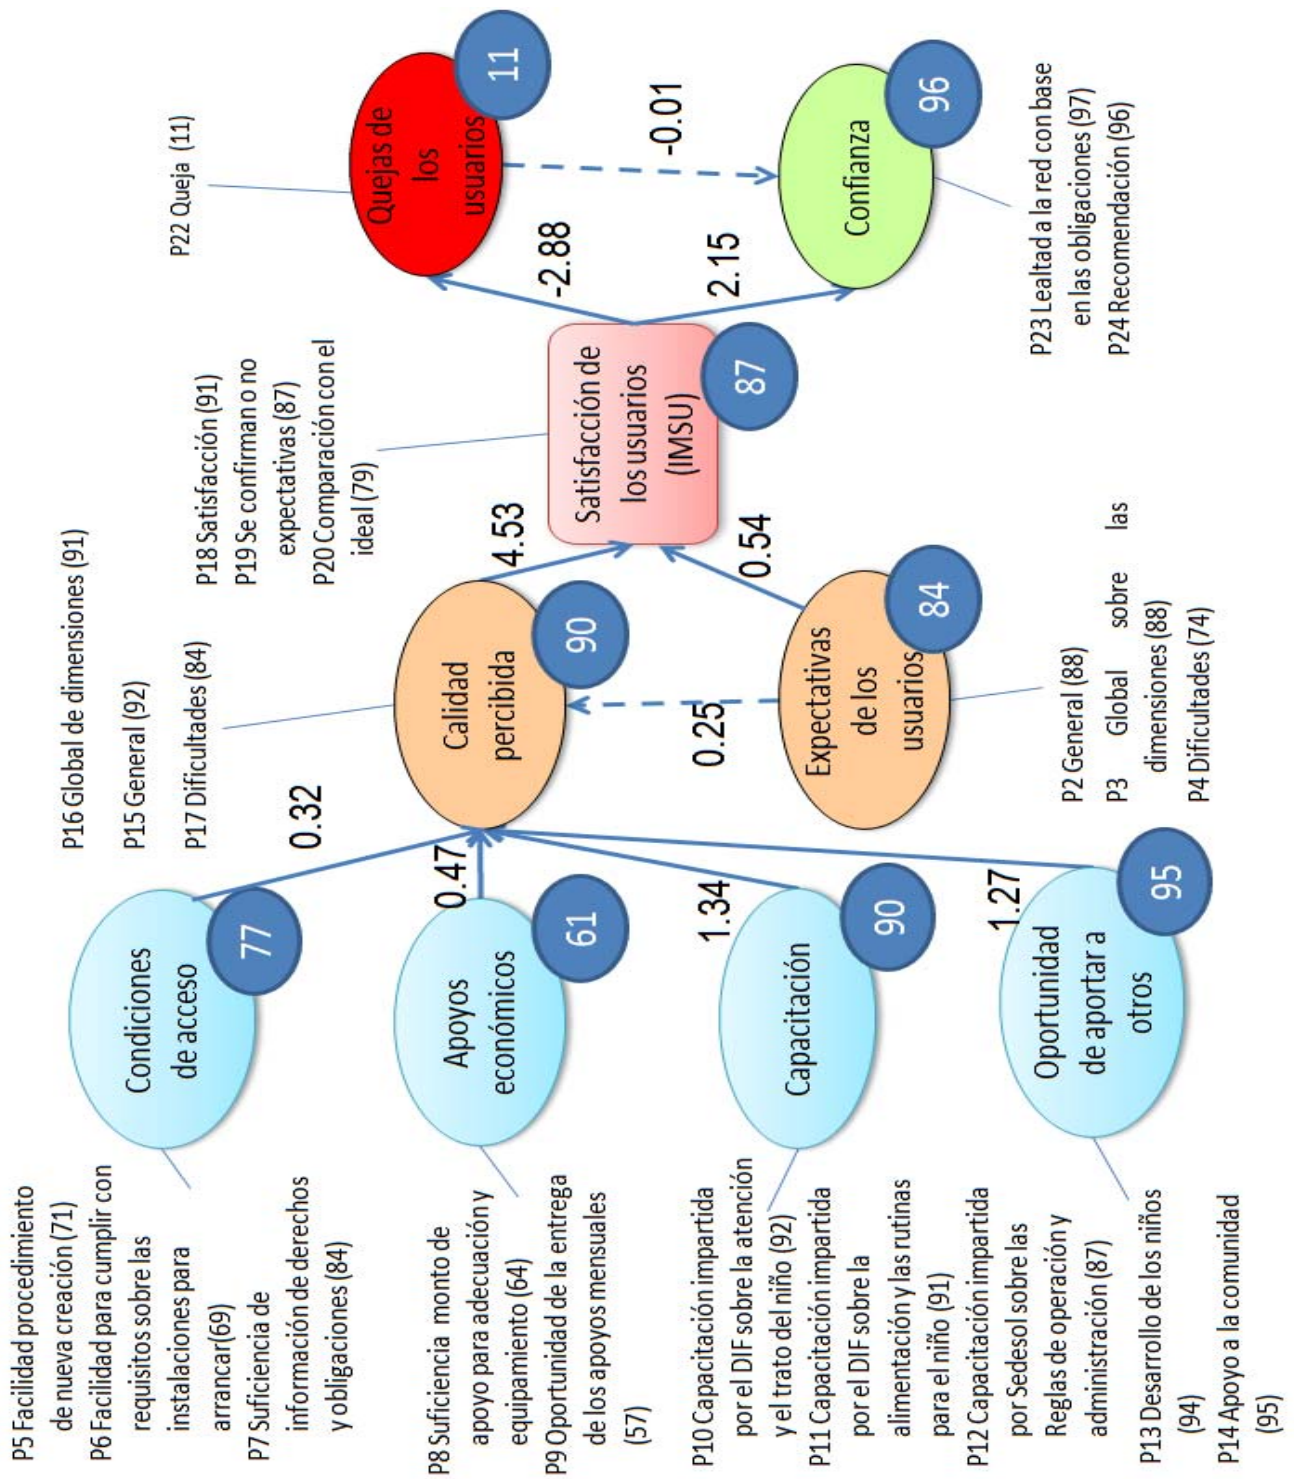 P5 Facilidad procedimiento
de nueva creación (71)
P6 Facilidad para cumplir con
requisitos sobre las
instalaciones para
arrancar(69)
P7 Suficiencia de
información de derechos
y obligaciones (84)
P8 Suficiencia monto de
apoyo para adecuación y
equipamiento (64)
P9 Oportunidad de la entrega
de los apoyos mensuales
(57)
P10 Capacitación impartida
por el DIF sobre la atención
y el trato del niño (92)
P11 Capacitación impartida
por el DIF sobre la
alimentación y las rutinas
para el niño (91)
P12 Capacitación impartida
por Sedesol sobre las
Reglas de operación y
administración (87)
P13 Desarrollo de los niños
(94)
P14 Apoyo a la comunidad
(95)
Condiciones
de acceso
77
Apoyos
económicos
61
Capacitación
90
Oportunidad
de aportar a
otros
95
0.32
0.47
1.34
1.27
P16 Global de dimensiones (91)
P15 General (92)
P17 Dificultades (84)
Calidad
percibida
90
0.25
Expectativas
de los
usuarios
84
P2 General (88)
P3 Global sobre las
dimensiones (88)
P4 Dificultades (74)
4.53
0.54
P18 Satisfacción (91)
P19 Se confirman o no
expectativas (87)
P20 Comparación con el
ideal (79)
Satisfacción de
los usuarios
(IMSU)
87
-2.88
2.15
P22 Queja (11)
Quejas de
los
usuarios
11
-0.01
Confianza
96
P23 Lealtad a la red con base
en las obligaciones (97)
P24 Recomendación (96)